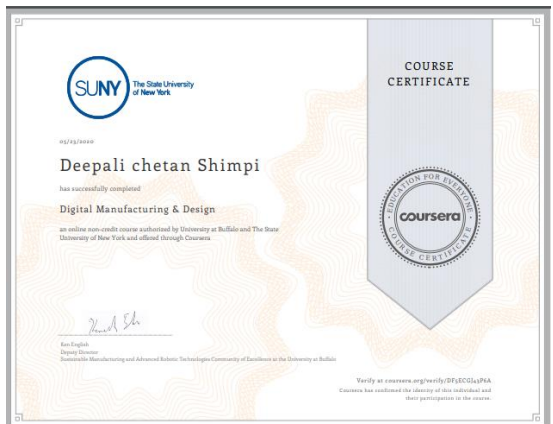 SUNY The State University
of New York
COURSE
CERTIFICATE
05/25/2020
Deepali chetan Shimpi
has successfully completed
Digital Manufacturing & Design
an online non-credit course authorized by University at Buffalo and The State
University of New York and offered through Coursera
EDUCATION FOR EVERYONE
coursera
COURSE CERTIFICATE
Ken English
Deputy Director
Sustainable Manufacturing and Advanced Robotic Technologies Community of Excellence at the University at Buffalo
Verify at coursera.org/verify/DF5ECGJ45P6A
Coursera has confirmed the identity of this individual and
their participation in the course.